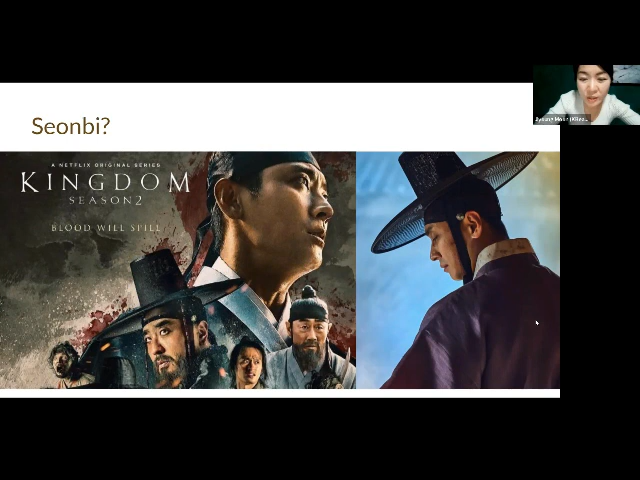 Seonbi?
A NETFLIX ORIGINAL SERIES
KINGDOM
SEASON 2
BLOOD WILL SPILL